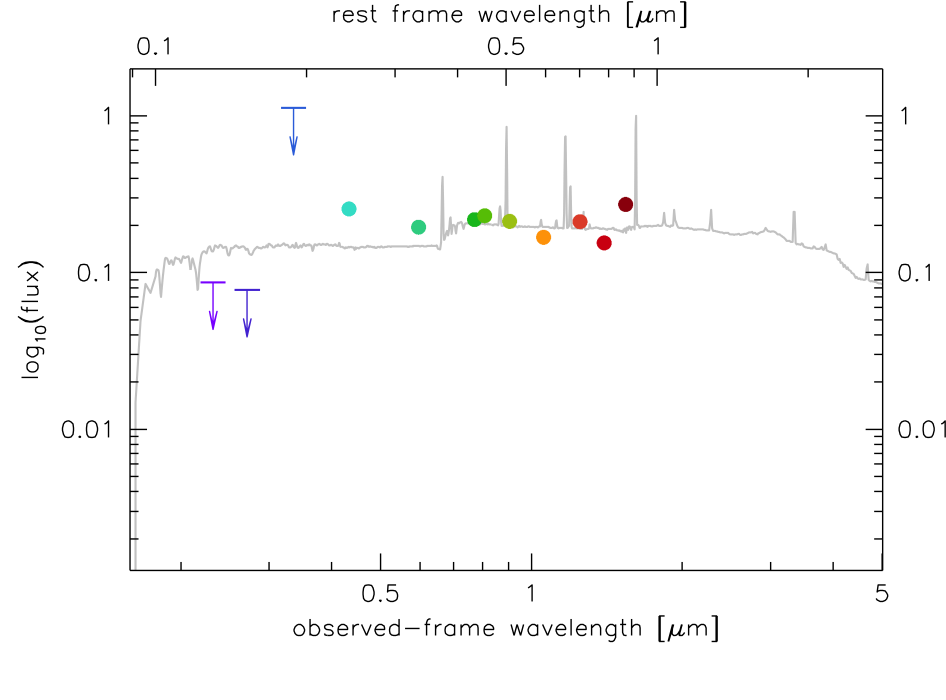 rest frame wavelength [μm]
0.1 0.5 1
1 1
0.1 0.1
0.01 0.01
log10(flux)
0.5 1 5
observed-frame wavelength [μm]